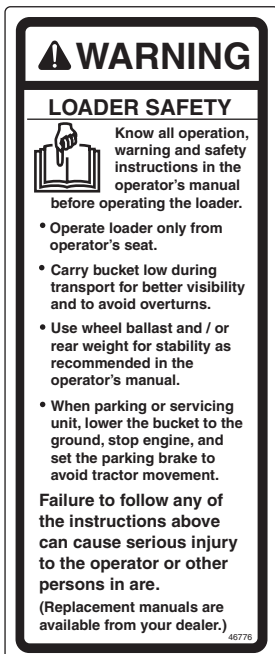 WARNING
LOADER SAFETY
Know all operation,
warning and safety
instructions in the
operator's manual
before operating the loader.
• Operate loader only from
operator's seat.
• Carry bucket low during
transport for better visibility
and to avoid overturns.
• Use wheel ballast and / or
rear weight for stability as
recommended in the
operator's manual.
• When parking or servicing
unit, lower the bucket to the
ground, stop engine, and
set the parking brake to
avoid tractor movement.
Failure to follow any of
the instructions above
can cause serious injury
to the operator or other
persons in are.
(Replacement manuals are
available from your dealer.)
46776